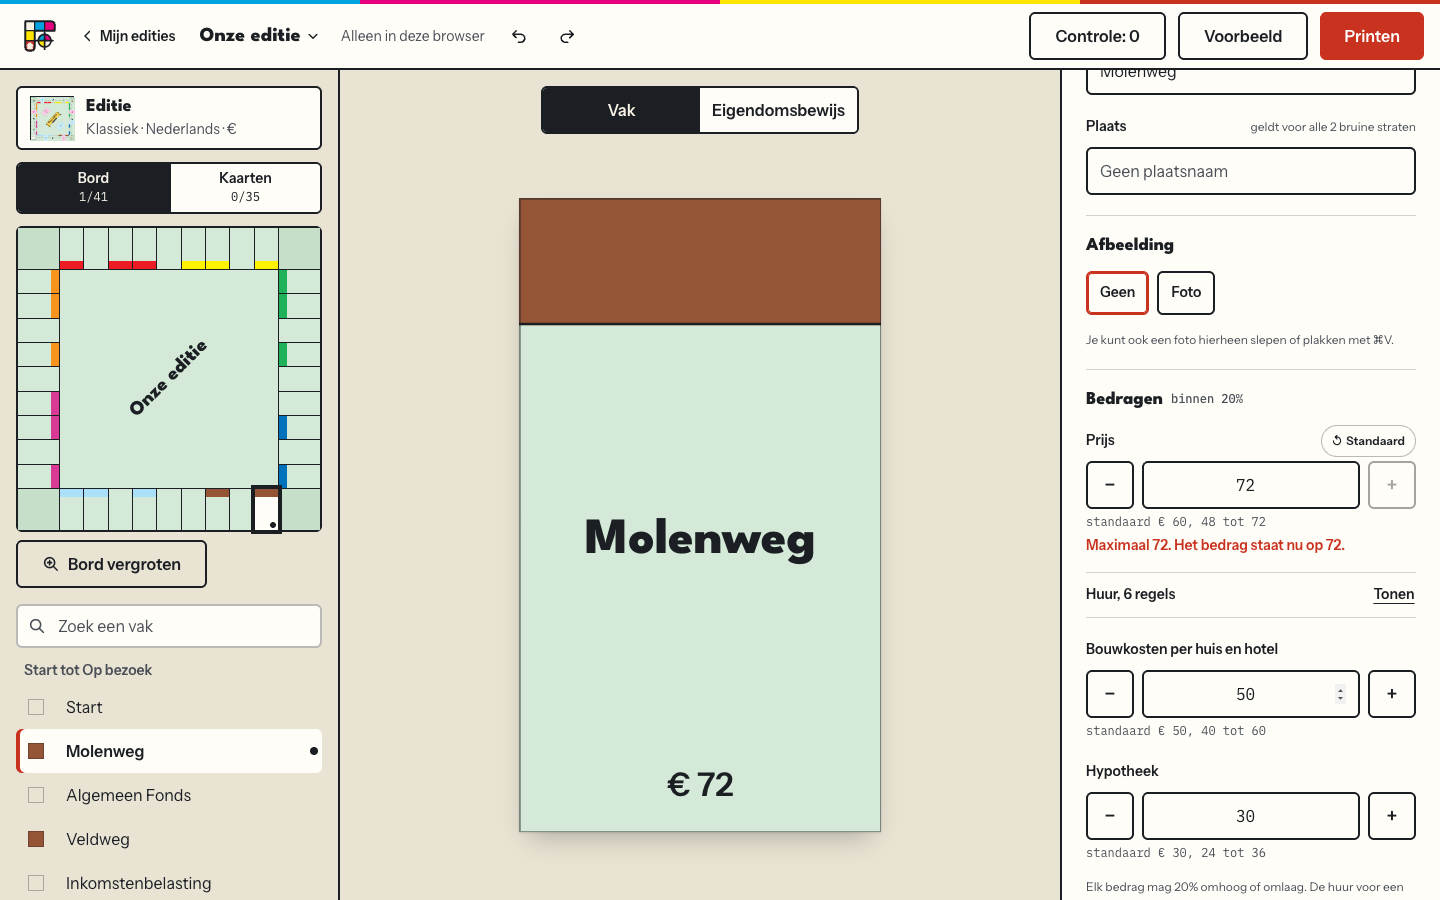 Mijn edities
Onze editie
Alleen in deze browser
Controle: 0
Voorbeeld
Printen
Editie
Klassiek · Nederlands · €
Bord
1/41
Kaarten
0/35
Onze editie
Bord vergroten
Zoek een vak
Start tot Op bezoek
Start
Molenweg
Algemeen Fonds
Veldweg
Inkomstenbelasting
Vak
Eigendomsbewijs
Molenweg
€ 72
Molenweg
Plaats
geldt voor alle 2 bruine straten
Geen plaatsnaam
Afbeelding
Geen
Foto
Je kunt ook een foto hierheen slepen of plakken met ⌘V.
Bedragen binnen 20%
Prijs
Standaard
− 72 +
standaard € 60, 48 tot 72
Maximaal 72. Het bedrag staat nu op 72.
Huur, 6 regels
Tonen
Bouwkosten per huis en hotel
− 50 +
standaard € 50, 40 tot 60
Hypotheek
− 30 +
standaard € 30, 24 tot 36
Elk bedrag mag 20% omhoog of omlaag. De huur voor een